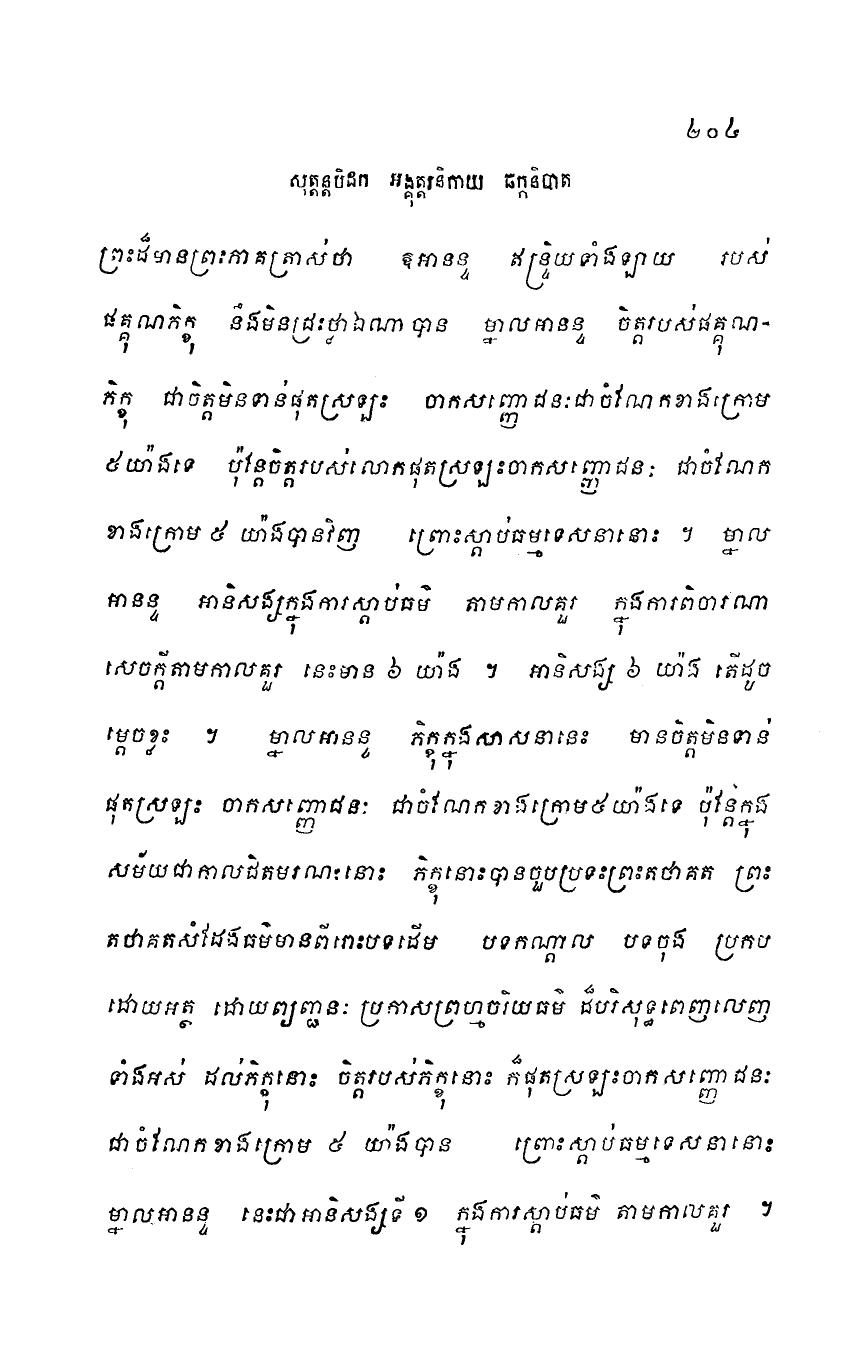 ២០៤
សុត្តន្តបិដក អង្គុត្តរនិកាយ ឆក្កនិបាត
ព្រះដ៏មានព្រះភាគត្រាស់ថា ឱអានន្ទ ឥន្ទ្រិយទាំងឡាយ របស់
ផគ្គុណភិក្ខុ នឹងមិនជ្រះថ្លាឯណាបាន ម្នាលអានន្ទ ចិត្តរបស់ផគ្គុណ-
ភិក្ខុ ជាចិត្តមិនទាន់ផុតស្រឡះ ចាកសញ្ញោជនៈជាចំណែកខាងក្រោម
៥យ៉ាងទេ ប៉ុន្តែចិត្តរបស់លោកផុតស្រឡះចាកសញ្ញោជនៈ ជាចំណែក
ខាងក្រោម ៥ យ៉ាងបានវិញ ព្រោះស្តាប់ធម្មទេសនានោះ ។ ម្នាល
អានន្ទ អានិសង្សក្នុងការស្តាប់ធម៌ តាមកាលគួរ ក្នុងការពិចារណា
សេចក្តីតាមកាលគួរ នេះមាន ៦ យ៉ាង ។ អានិសង្ស ៦ យ៉ាង តើដូច
ម្តេចខ្លះ ។ ម្នាលអានន្ទ ភិក្ខុក្នុងសាសនានេះ មានចិត្តមិនទាន់
ផុតស្រឡះ ចាកសញ្ញោជនៈ ជាចំណែកខាងក្រោម៥យ៉ាងទេ ប៉ុន្តែក្នុង
សម័យជាកាលជិតមរណៈនោះ ភិក្ខុនោះបានជួបប្រទះព្រះតថាគត ព្រះ
តថាគតសំដែងធម៌មានពីរោះបទដើម បទកណ្តាល បទចុង ប្រកប
ដោយអត្ថ ដោយព្យញ្ជនៈ ប្រកាសព្រហ្មចរិយធម៌ ដ៏បរិសុទ្ធពេញលេញ
ទាំងអស់ ដល់ភិក្ខុនោះ ចិត្តរបស់ភិក្ខុនោះ ក៏ផុតស្រឡះចាកសញ្ញោជនៈ
ជាចំណែកខាងក្រោម ៥ យ៉ាងបាន ព្រោះស្តាប់ធម្មទេសនានោះ
ម្នាលអានន្ទ នេះជាអានិសង្សទី ១ ក្នុងការស្តាប់ធម៌ តាមកាលគួរ ។